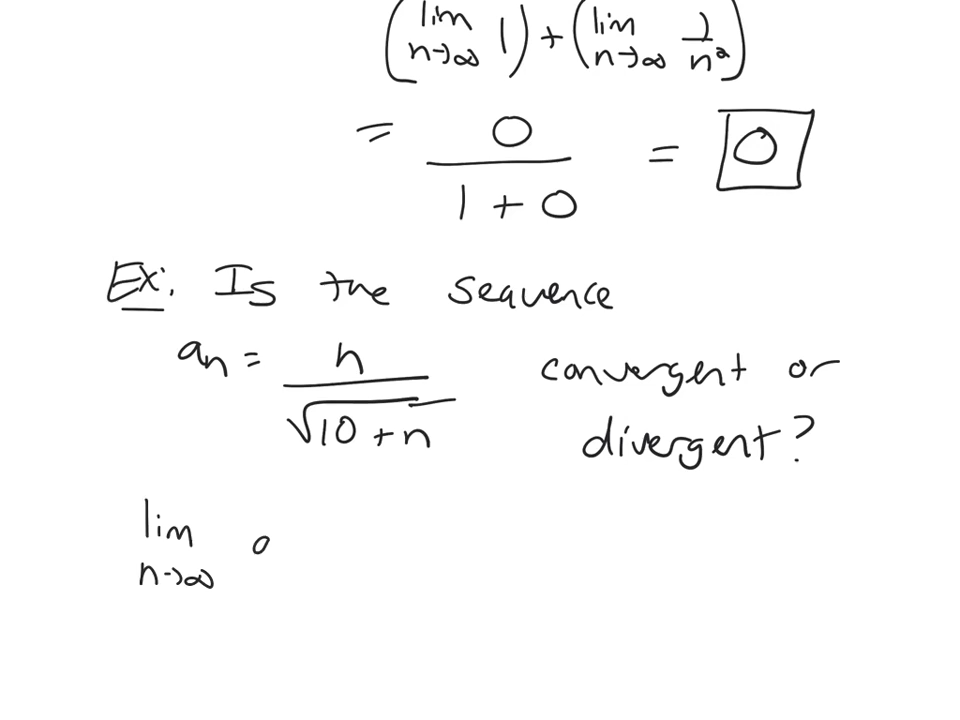 (lim n→∞ 1) + (lim n→∞ 1/n²)
= 0/(1 + 0) = 0
Ex: Is the sequence
an = n/√(10 + n) convergent or
divergent?
lim n→∞ a